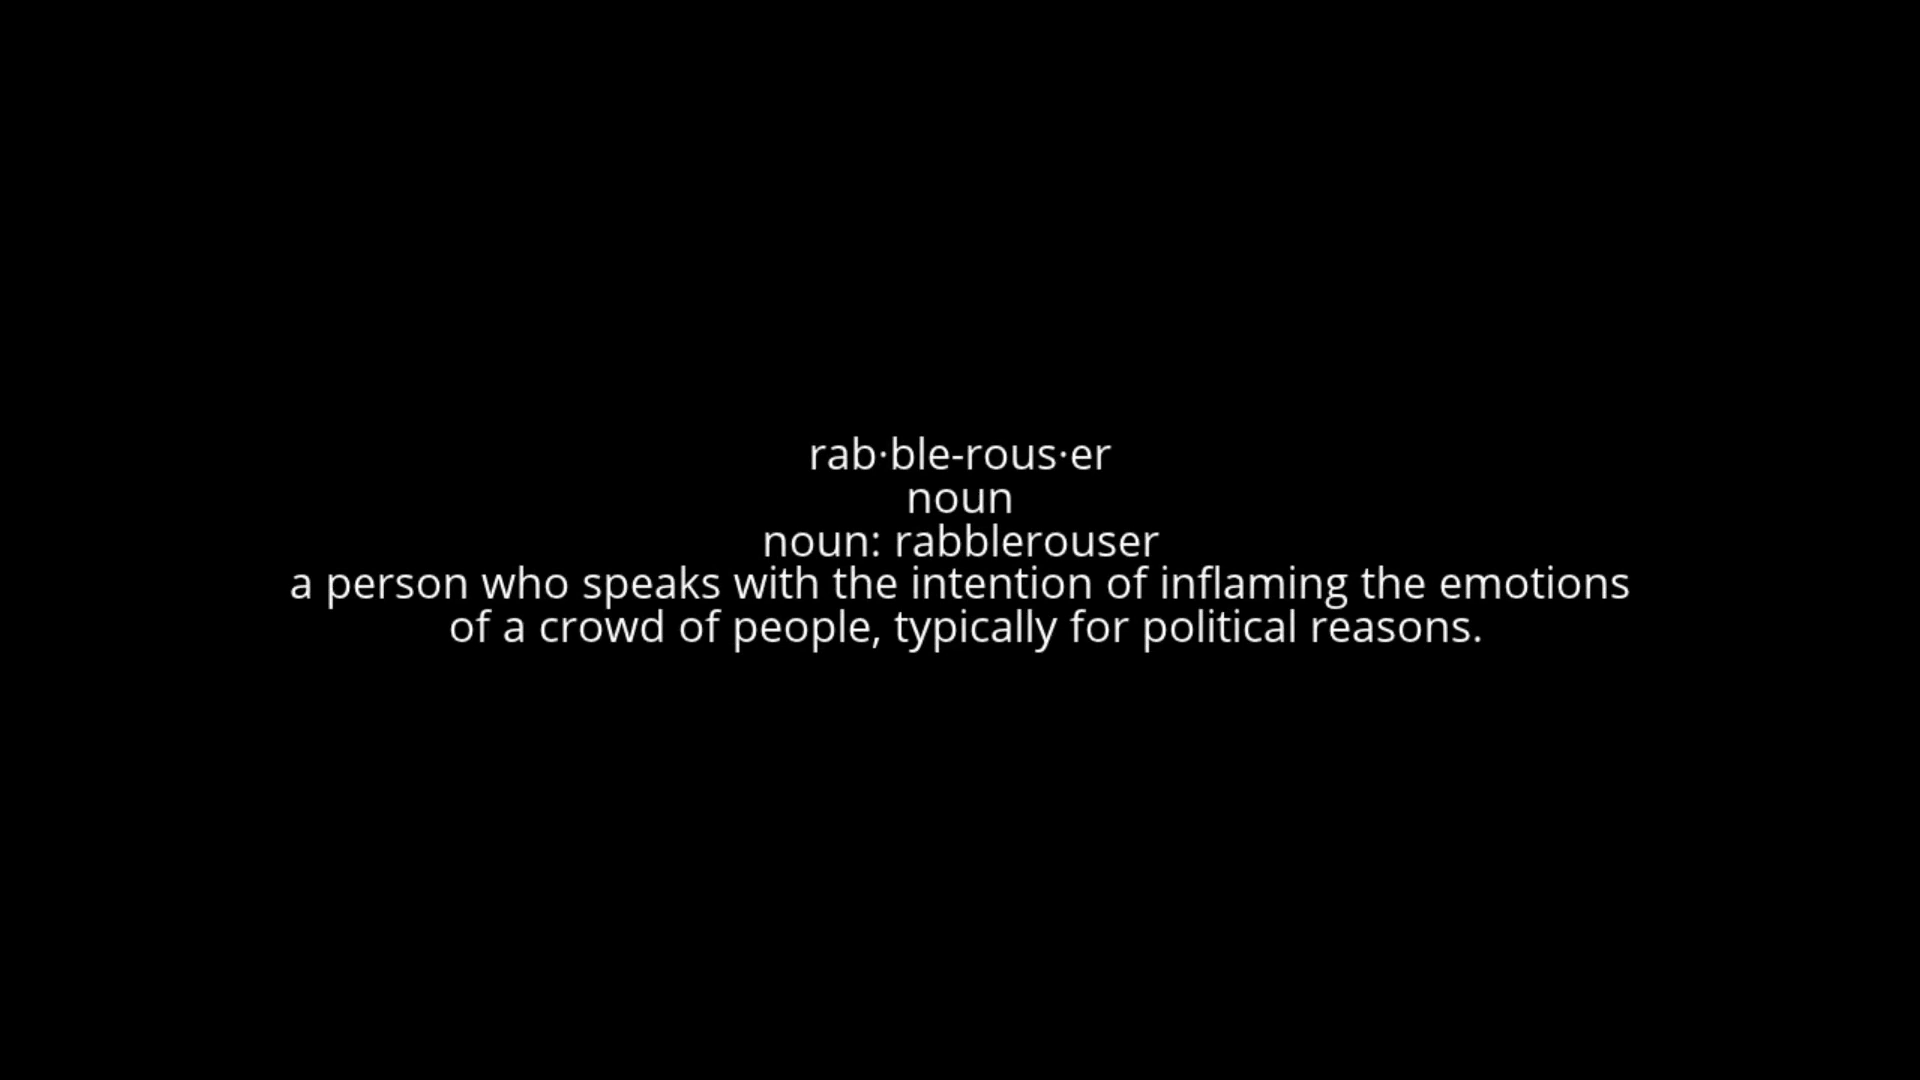 rab·ble-rous·er
noun
noun: rabblerouser
a person who speaks with the intention of inflaming the emotions
of a crowd of people, typically for political reasons.